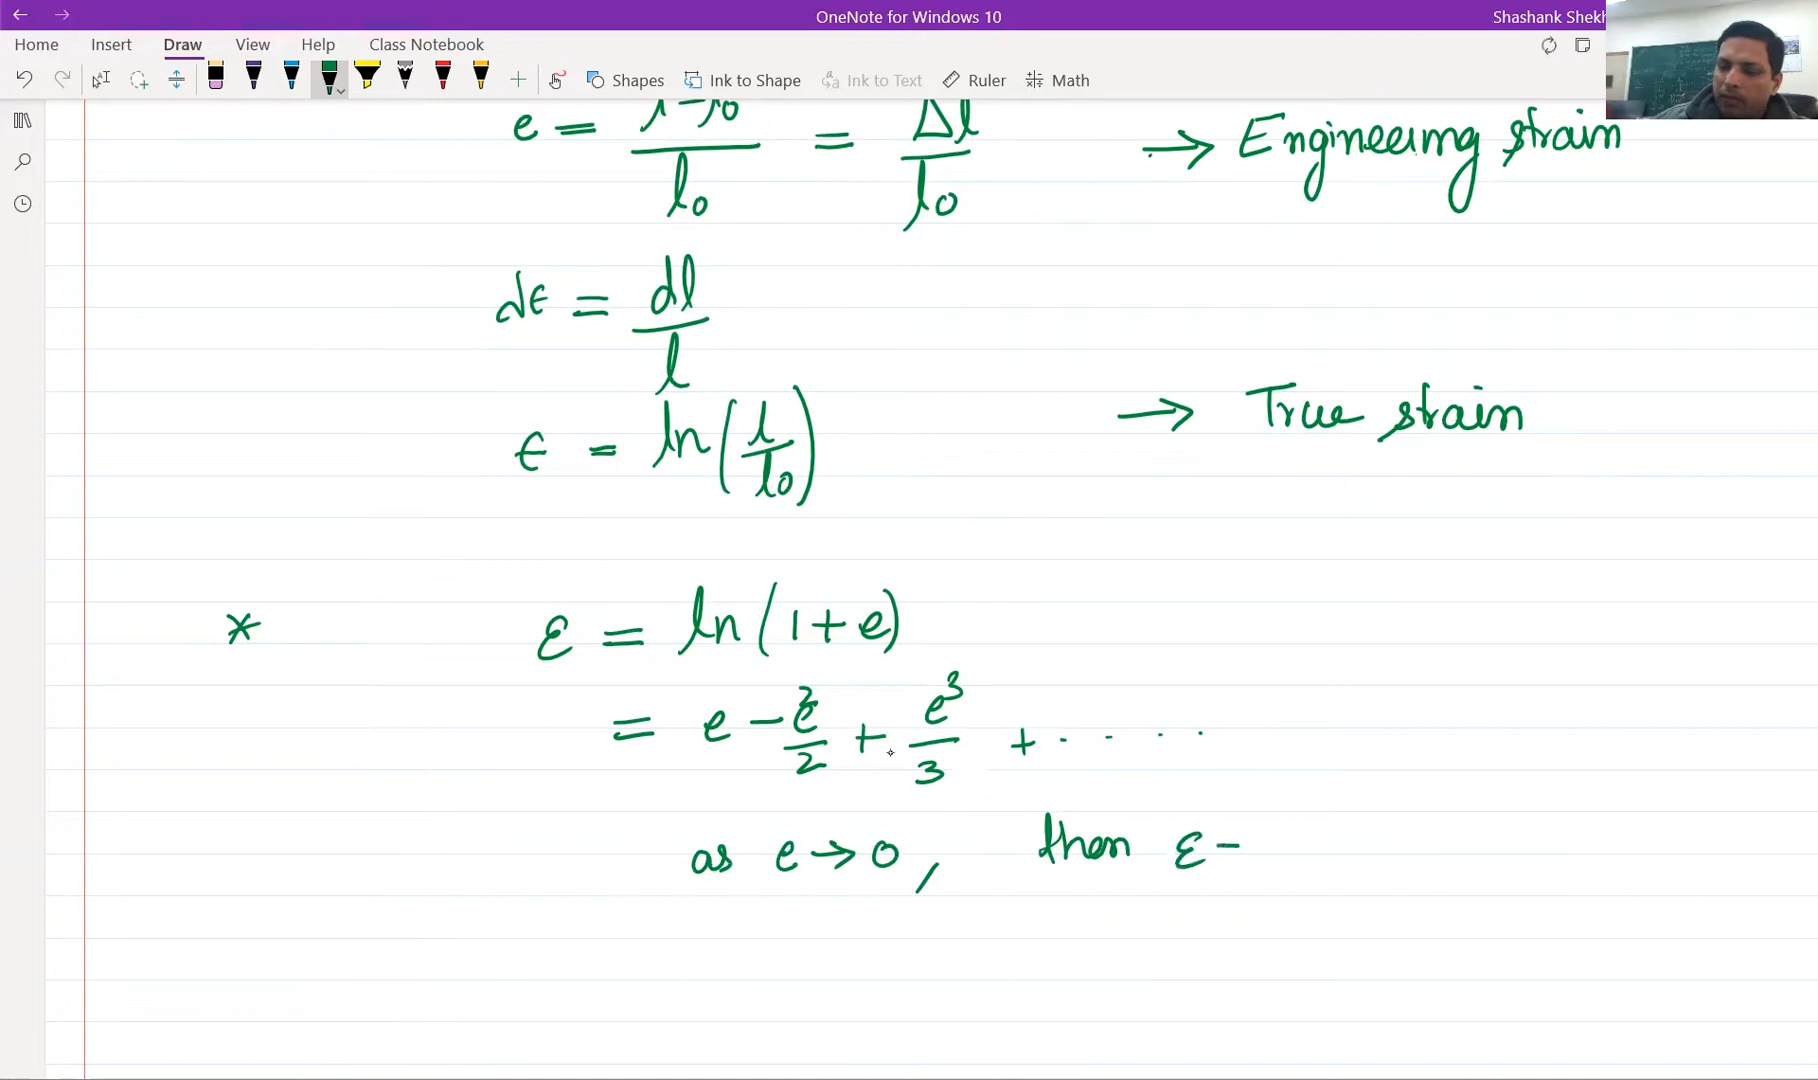 OneNote for Windows 10
Shashank Shekh
Home Insert Draw View Help Class Notebook
Shapes Ink to Shape Ink to Text Ruler Math
e = l-l₀/l₀ = Δl/l₀ → Engineering strain
dϵ = dl/l
ϵ = ln(l/l₀) → True strain
* ε = ln(1+e)
= e - e²/2 + e³/3 + ....
as e→0, then ε-